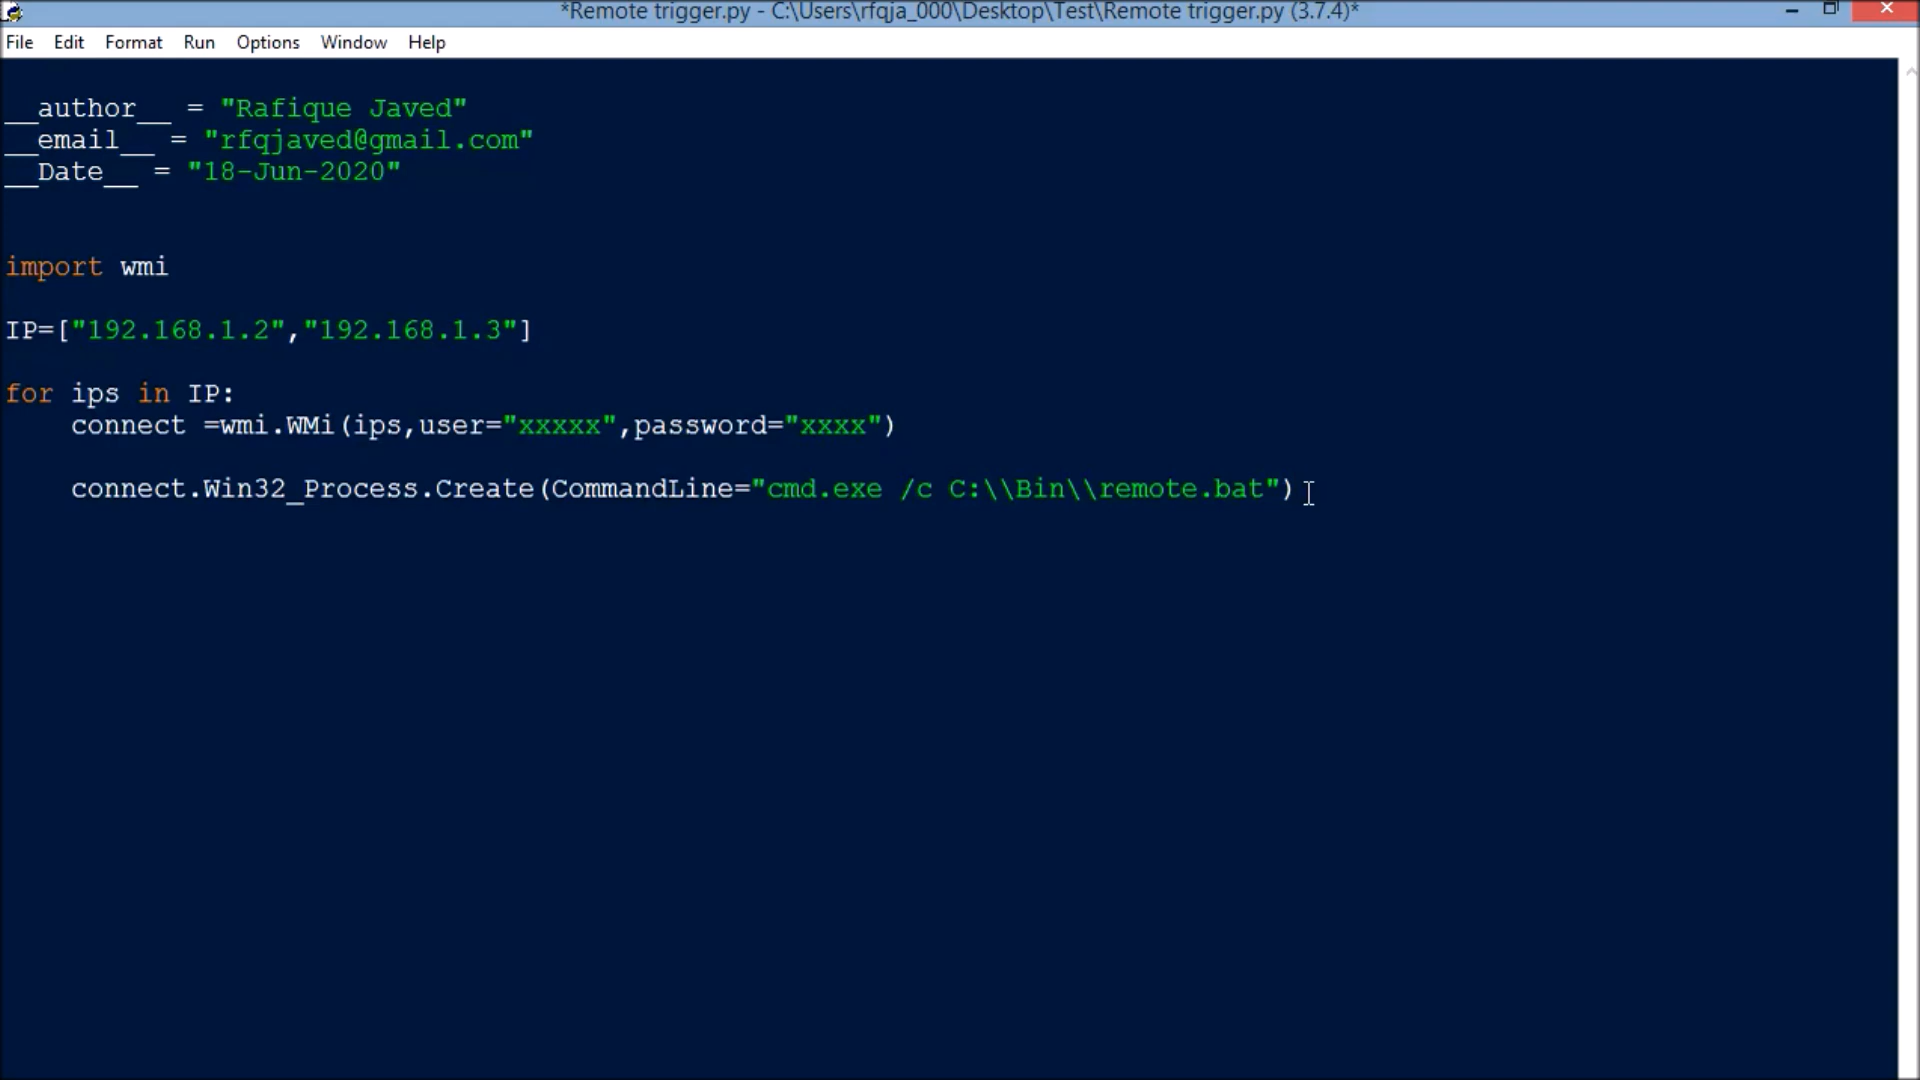 *Remote trigger.py - C:\Users\rfqja_000\Desktop\Test\Remote trigger.py (3.7.4)*
File Edit Format Run Options Window Help
__author__ = "Rafique Javed"
__email__ = "rfqjaved@gmail.com"
__Date__ = "18-Jun-2020"
import wmi
IP=["192.168.1.2","192.168.1.3"]
for ips in IP:
connect =wmi.WMi(ips,user="xxxxx",password="xxxx")
connect.Win32_Process.Create(CommandLine="cmd.exe /c C:\\Bin\\remote.bat")